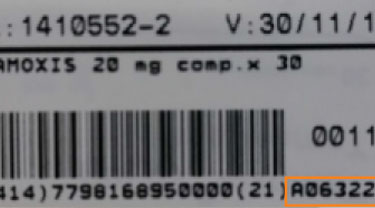 .:1410552-2 V:30/11/1
AMOXIS 20 mg comp.x 30
0011
414)7798168950000(21)A06322